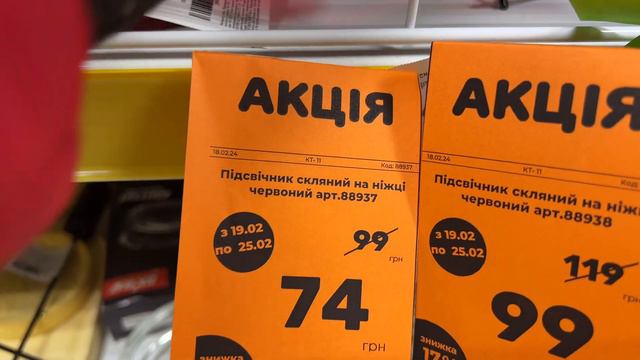 АКЦІЯ
18.02.24
КТ- 11
Код: 88937
Підсвічник скляний на ніжці
червоний арт.88937
з 19.02
по 25.02
99
грн
74
грн
знижка
АКЦІЯ
18.02.24
КТ- 11
Підсвічник скляний на
червоний арт.88938
з 19.02
по 25.02
119
99
знижка